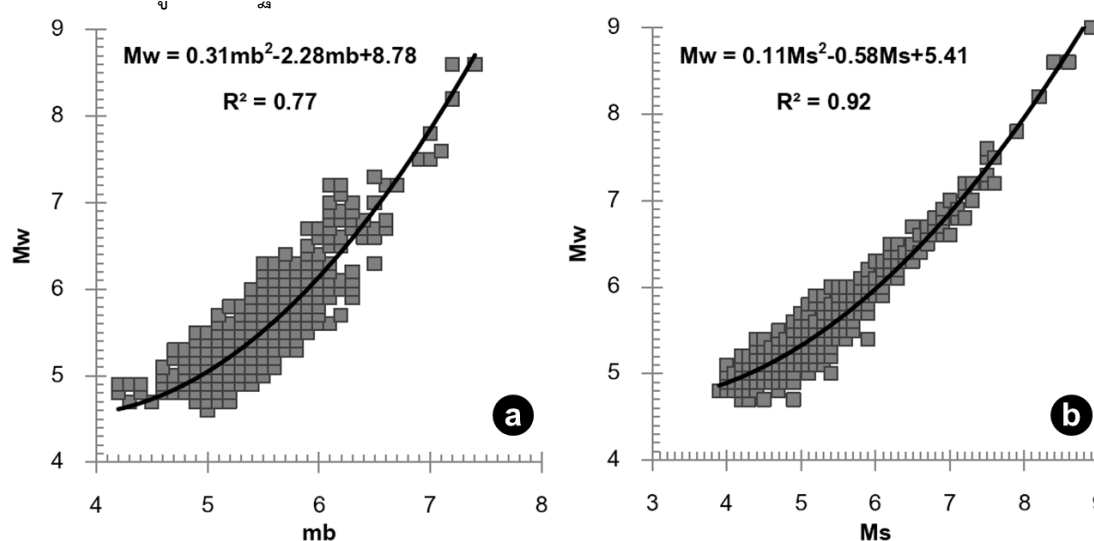 Mw = 0.31mb²-2.28mb+8.78
R² = 0.77
9
8
7
6
5
4
Mw
4 5 6 7 8
mb
a
Mw = 0.11Ms²-0.58Ms+5.41
R² = 0.92
9
8
7
6
5
4
Mw
3 4 5 6 7 8
Ms
b